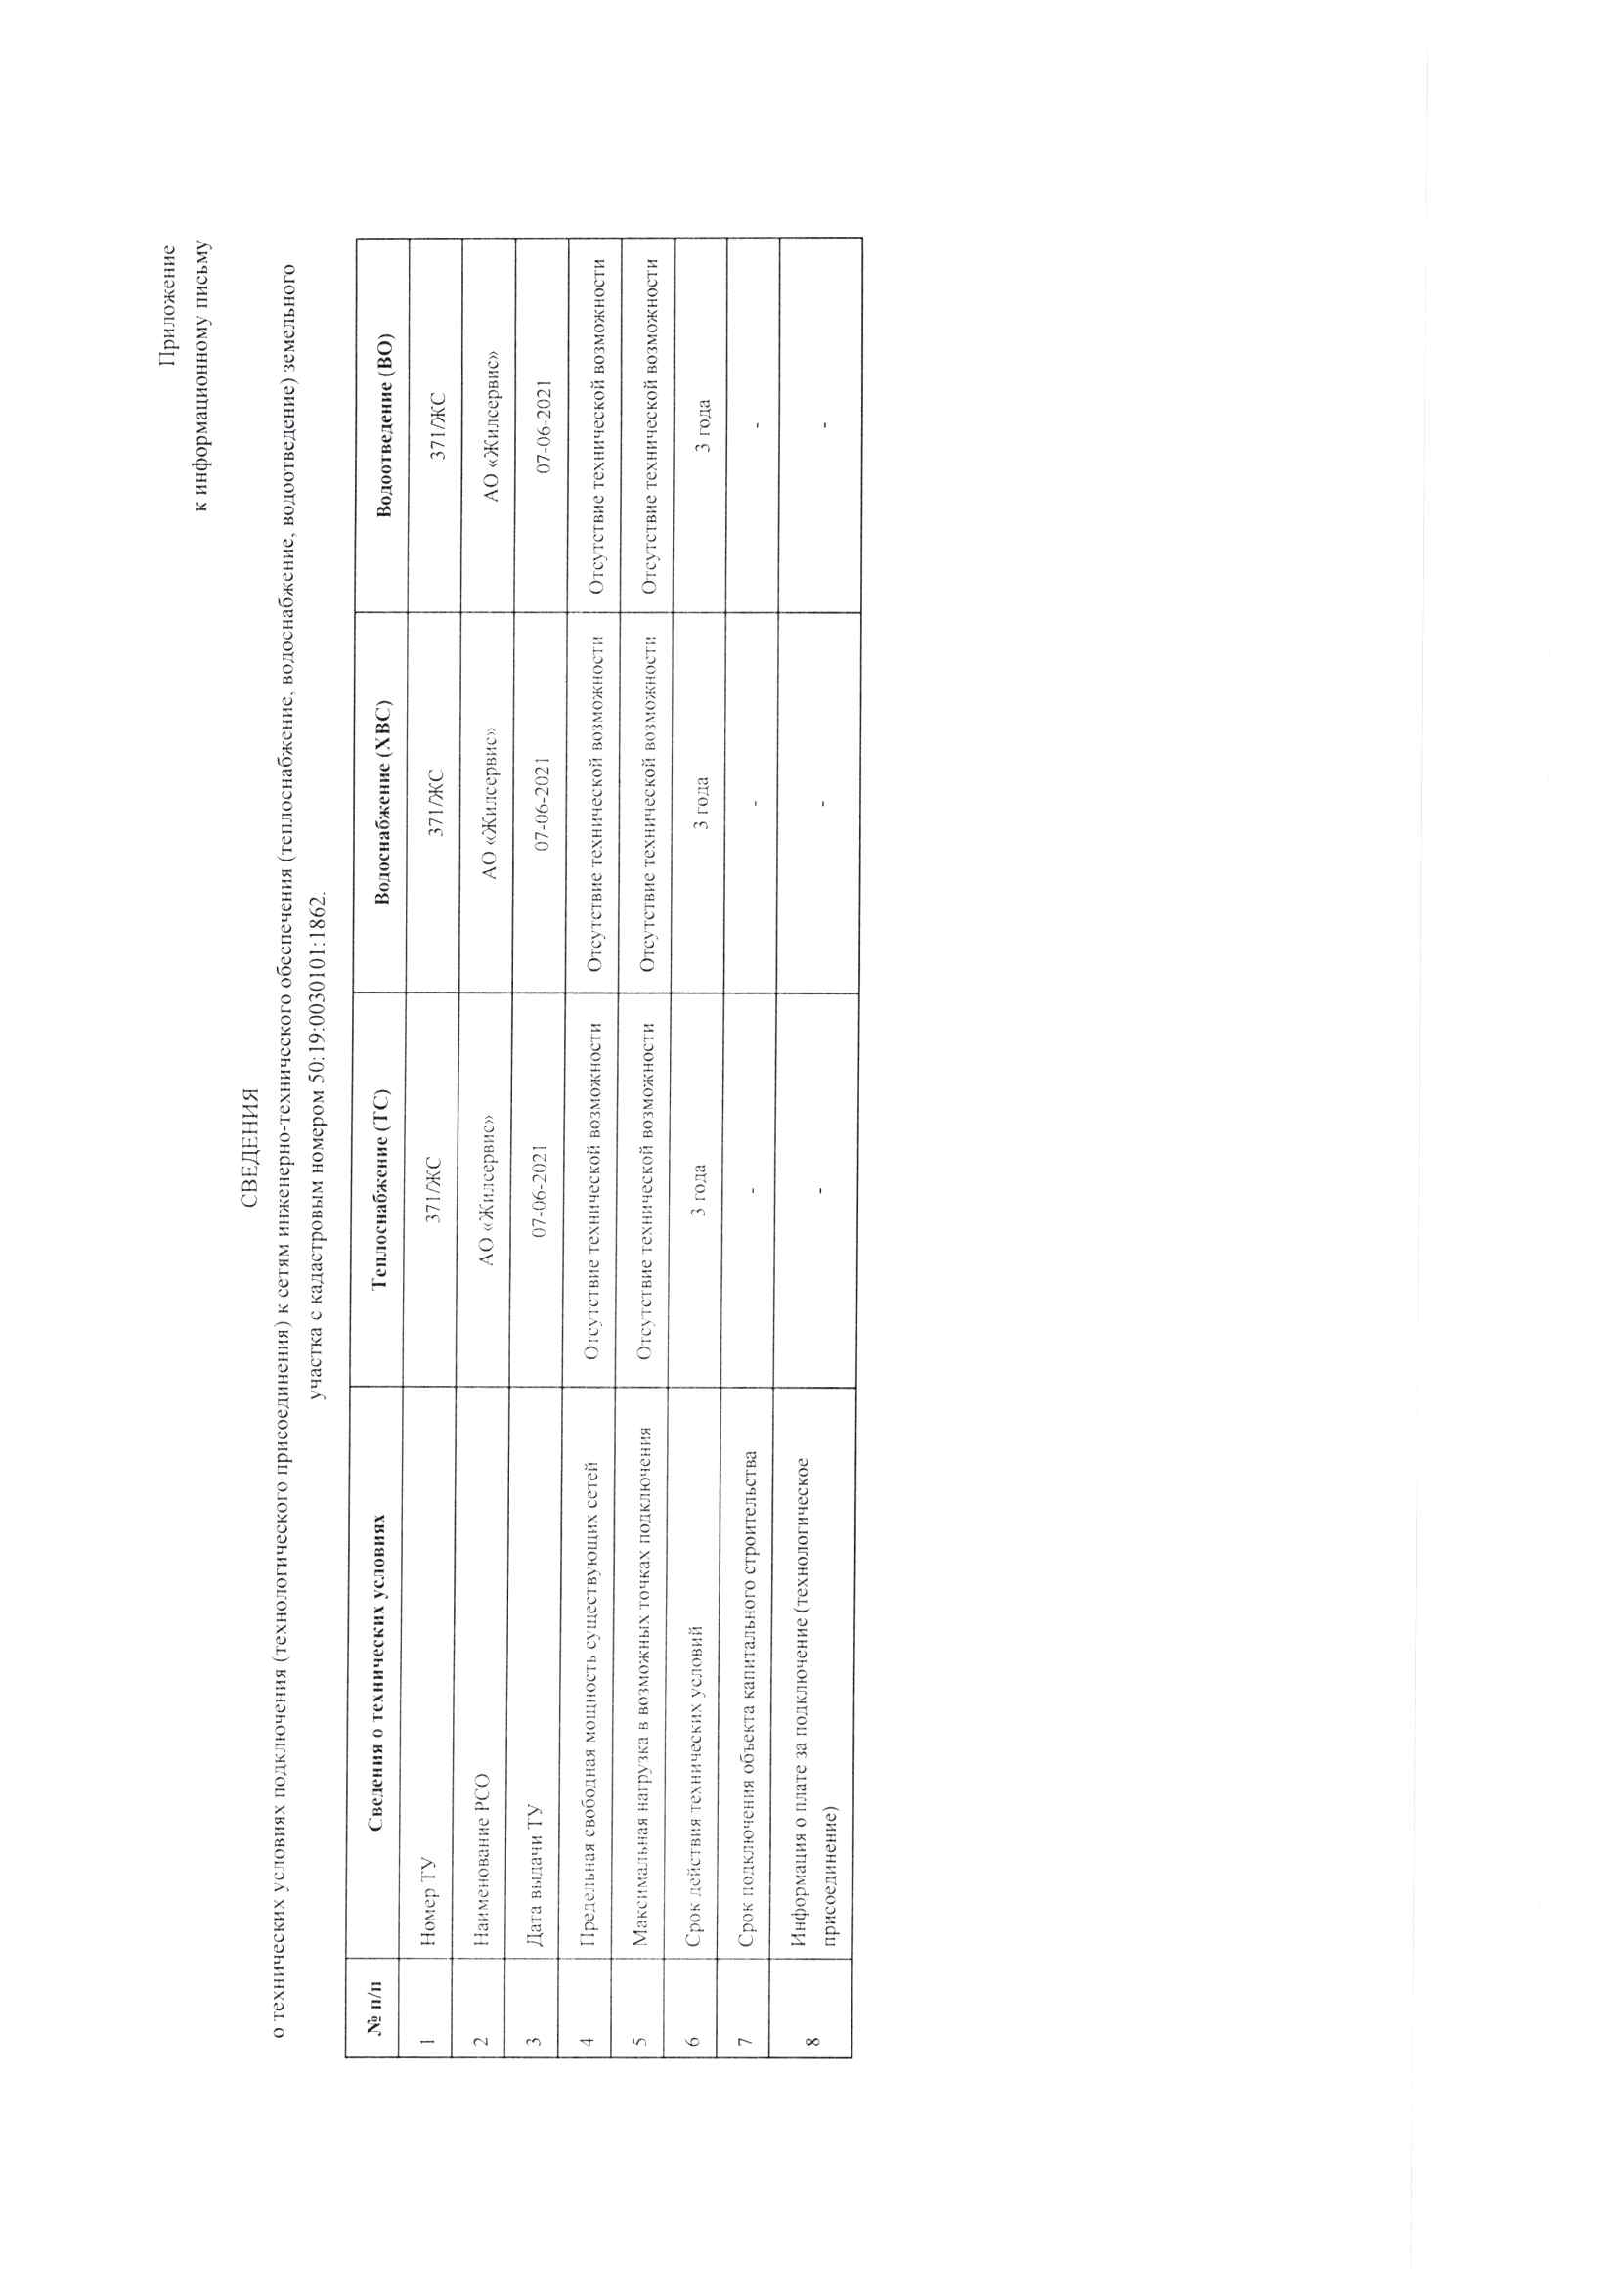 Приложение
к информационному письму
СВЕДЕНИЯ
о технических условиях подключения (технологического присоединения) к сетям инженерно-технического обеспечения (теплоснабжение, водоснабжение, водоотведение) земельного
участка с кадастровым номером 50:19:0030101:1862.
№ п/п Сведения о технических условиях Теплоснабжение (ТС) Водоснабжение (ХВС) Водоотведение (ВО)
1 Номер ТУ 371/ЖС 371/ЖС 371/ЖС
2 Наименование РСО АО «Жилсервис» АО «Жилсервис» АО «Жилсервис»
3 Дата выдачи ТУ 07-06-2021 07-06-2021 07-06-2021
4 Предельная свободная мощность существующих сетей Отсутствие технической возможности Отсутствие технической возможности Отсутствие технической возможности
5 Максимальная нагрузка в возможных точках подключения Отсутствие технической возможности Отсутствие технической возможности Отсутствие технической возможности
6 Срок действия технических условий 3 года 3 года 3 года
7 Срок подключения объекта капитального строительства - - -
8 Информация о плате за подключение (технологическое - - -
присоединение)